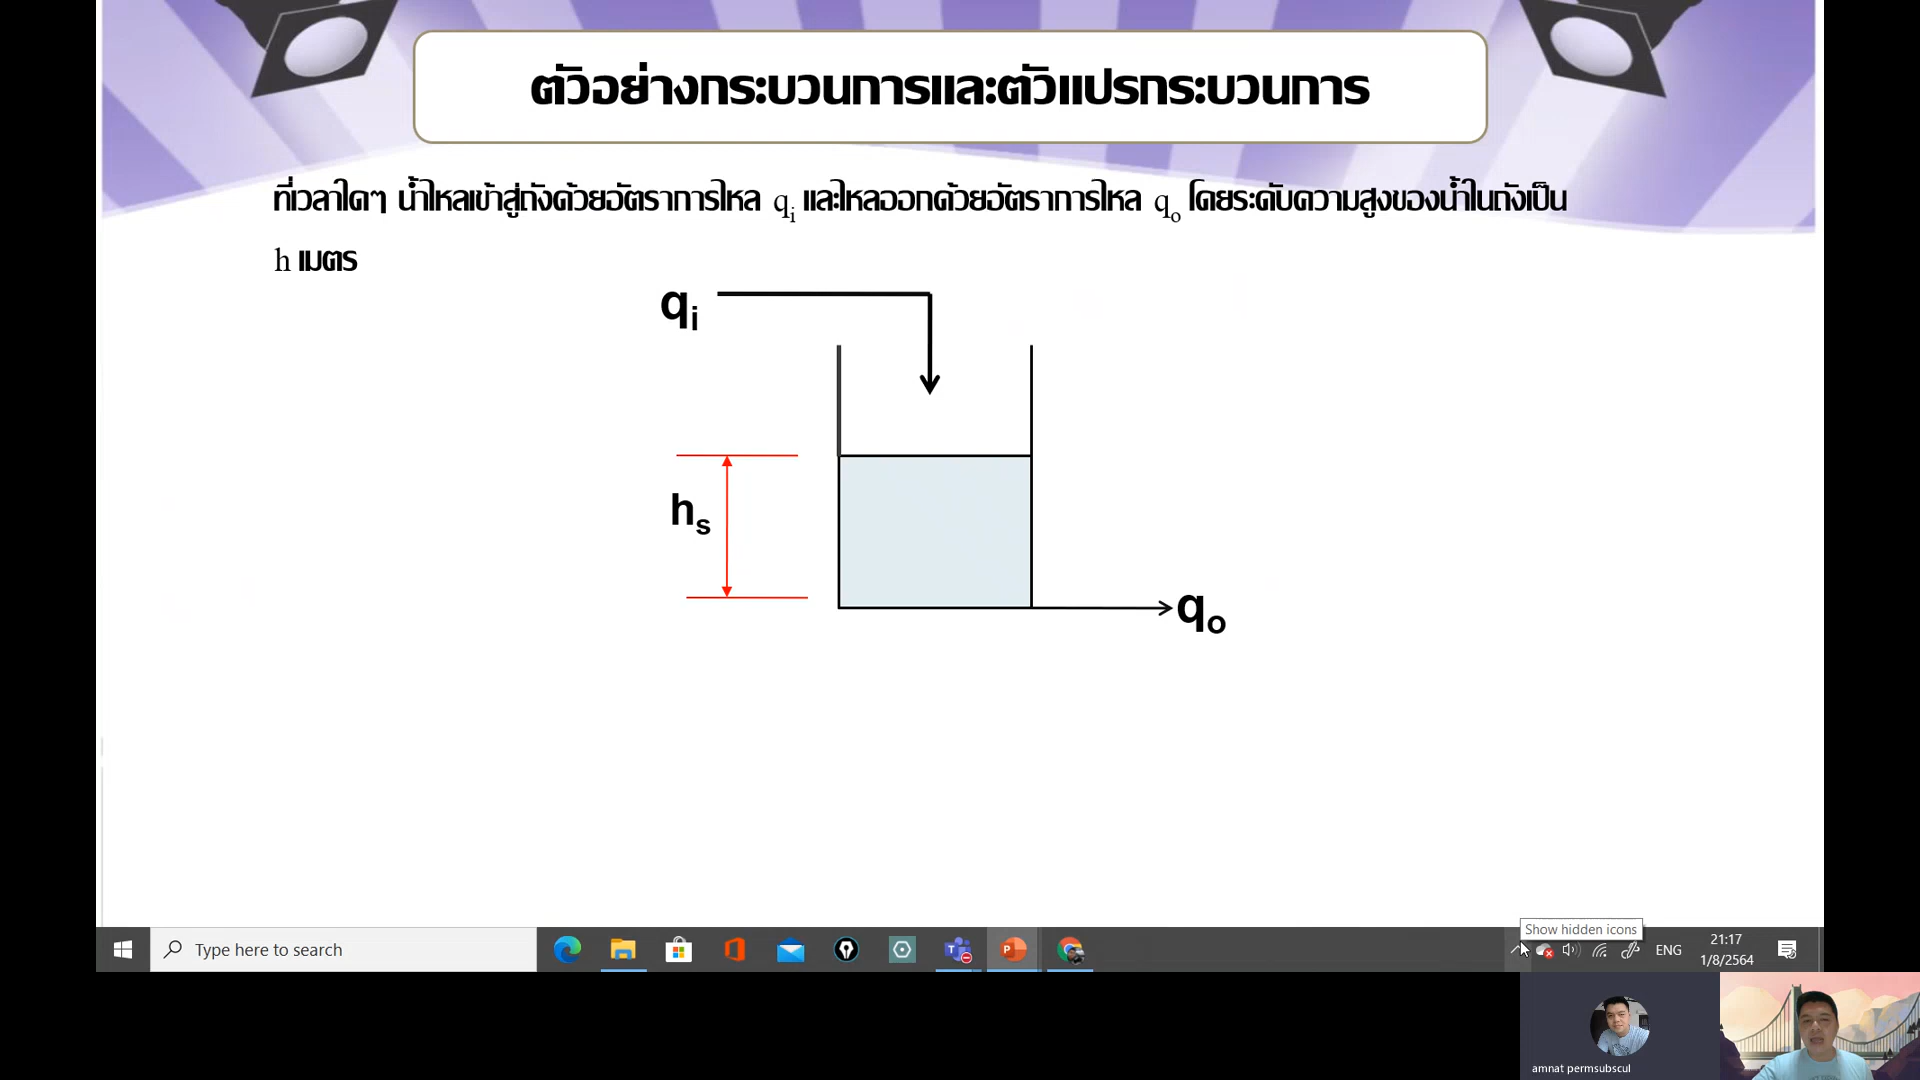 ตัวอย่างกระบวนการและตัวแปรกระบวนการ
ที่เวลาใดๆ น้ำไหลเข้าสู่ถังด้วยอัตราการไหล qi และไหลออกด้วยอัตราการไหล qo โดยระดับความสูงของน้ำในถังเป็น
h เมตร
qi
hs
qo
Show hidden icons
Type here to search
ENG
21:17
1/8/2564
amnat permsubscul